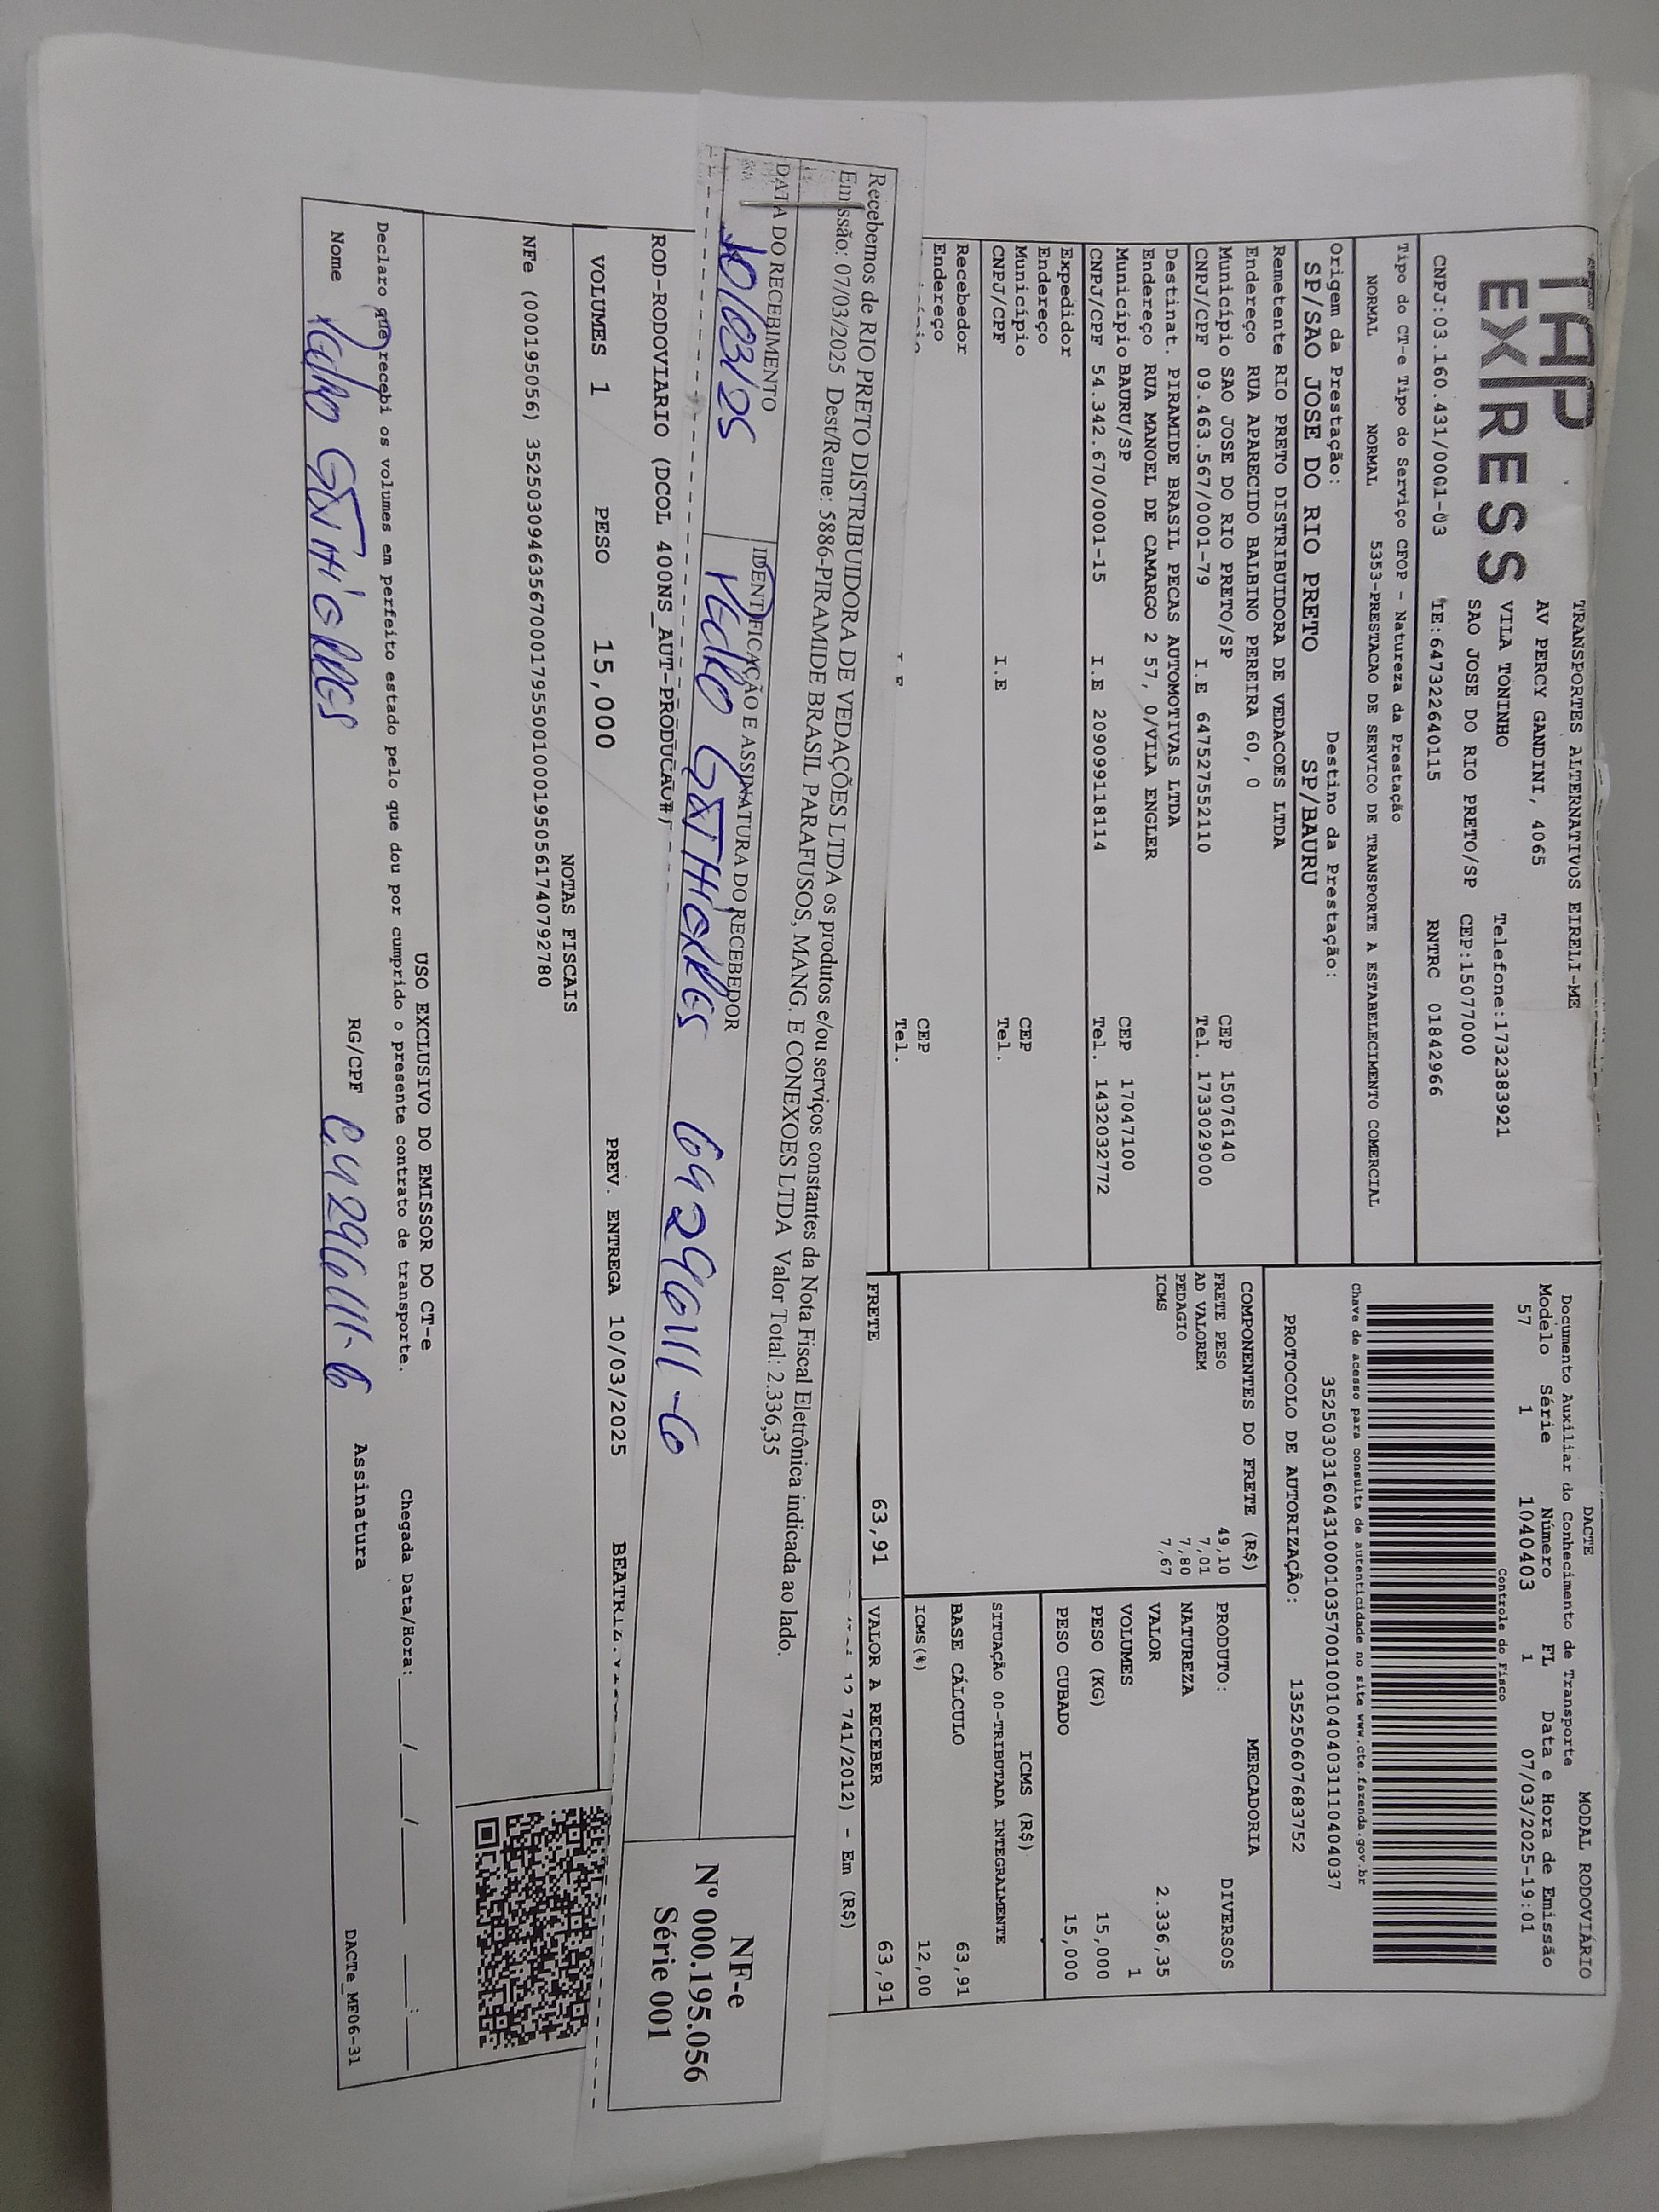 TAP
EXPRESS
TRANSPORTES ALTERNATIVOS EIRELI-ME
AV PERCY GANDINI, 4065
VILA TONINHO Telefone:1732383921
SAO JOSE DO RIO PRETO/SP CEP:15077000
CNPJ:03.160.431/0001-03 IE:647322640115 RNTRC 01842966
Tipo do CT-e Tipo do Serviço CFOP - Natureza da Prestação
NORMAL NORMAL 5353-PRESTACAO DE SERVICO DE TRANSPORTE A ESTABELECIMENTO COMERCIAL
Origem da Prestação: Destino da Prestação:
SP/SAO JOSE DO RIO PRETO SP/BAURU
Remetente RIO PRETO DISTRIBUIDORA DE VEDACOES LTDA
Endereço RUA APARECIDO BALBINO PEREIRA 60, 0
Município SAO JOSE DO RIO PRETO/SP CEP 15076140
CNPJ/CPF 09.463.567/0001-79 I.E 647527552110 Tel. 1733029000
Destinat. PIRAMIDE BRASIL PECAS AUTOMOTIVAS LTDA
Endereço RUA MANOEL DE CAMARGO 2 57, 0/VILA ENGLER
Município BAURU/SP CEP 17047100
CNPJ/CPF 54.342.670/0001-15 I.E 209099118114 Tel. 1432032772
Expedidor
Endereço
Município CEP
CNPJ/CPF I.E Tel.
Recebedor
Endereço
CEP
Tel.
DACTE MODAL RODOVIÁRIO
Documento Auxiliar do Conhecimento de Transporte
Modelo Série Número FL Data e Hora de Emissão
57 1 1040403 1 07/03/2025-19:01
Controle do Fisco
Chave de acesso para consulta de autenticidade no site www.cte.fazenda.gov.br
35250303160431000103570010010404031110404037
PROTOCOLO DE AUTORIZAÇÃO: 135250607683752
COMPONENTES DO FRETE (R$)
FRETE PESO 49,10
AD VALOREM 7,01
PEDAGIO 7,80
ICMS 7,67
MERCADORIA
PRODUTO: DIVERSOS
NATUREZA
VALOR 2.336,35
VOLUMES 1
PESO (KG) 15,000
PESO CUBADO 15,000
ICMS (R$)
SITUAÇÃO 00-TRIBUTADA INTEGRALMENTE
BASE CÁLCULO 63,91
ICMS(%) 12,00
FRETE 63,91 VALOR A RECEBER 63,91
12 741/2012) - Em (R$)
Recebemos de RIO PRETO DISTRIBUIDORA DE VEDAÇÕES LTDA os produtos e/ou serviços constantes da Nota Fiscal Eletrônica indicada ao lado.
Emissão: 07/03/2025 Dest/Reme: 5886-PIRAMIDE BRASIL PARAFUSOS, MANG. E CONEXOES LTDA Valor Total: 2.336,35
DATA DO RECEBIMENTO IDENTIFICAÇÃO E ASSINATURA DO RECEBEDOR
10/03/25 64294611-6
NF-e
Nº 000.195.056
Série 001
ROD-RODOVIARIO (DCOL 400NS_AUT-PRODUCAO#)
VOLUMES 1 PESO 15,000 PREV. ENTREGA 10/03/2025
NOTAS FISCAIS
NFe (000195056) 35250309463567000179550010001950561740792780
USO EXCLUSIVO DO EMISSOR DO CT-e
Declaro que recebi os volumes em perfeito estado pelo que dou por cumprido o presente contrato de transporte. Chegada Data/Hora: ____/____/____ ____:____
Nome RG/CPF Assinatura DACTe_MF06-31